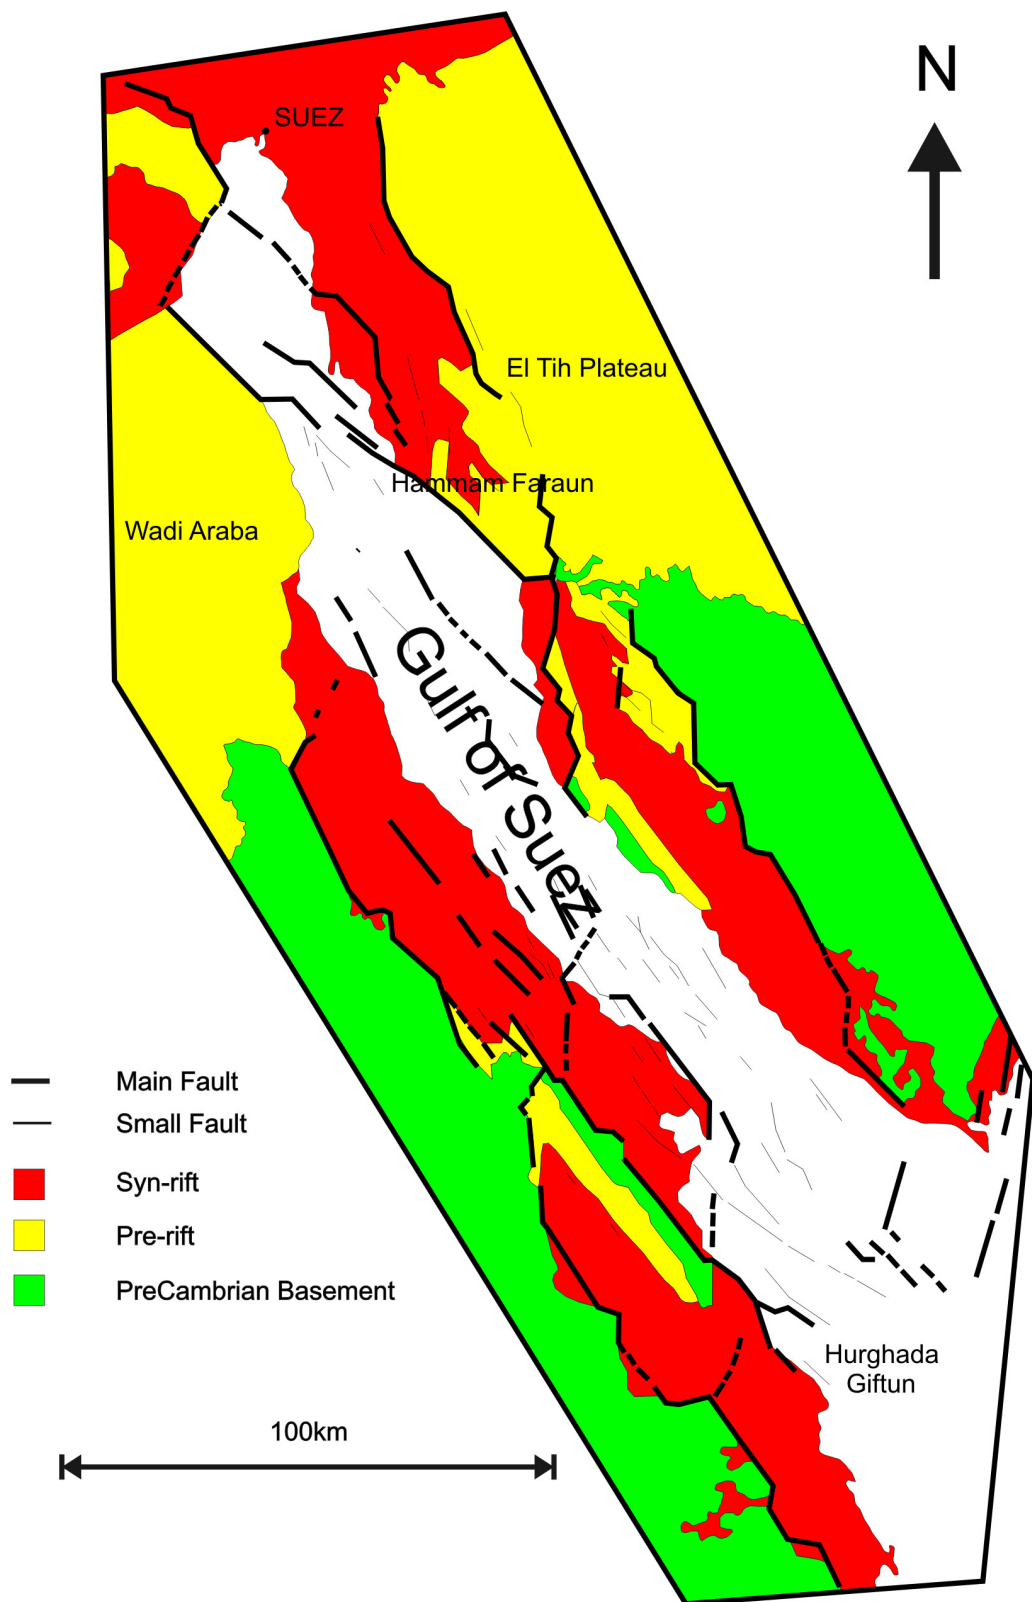 N
SUEZ
El Tih Plateau
Hammam Faraun
Wadi Araba
Gulf of Suez
Main Fault
Small Fault
Syn-rift
Pre-rift
PreCambrian Basement
Hurghada
Giftun
100km